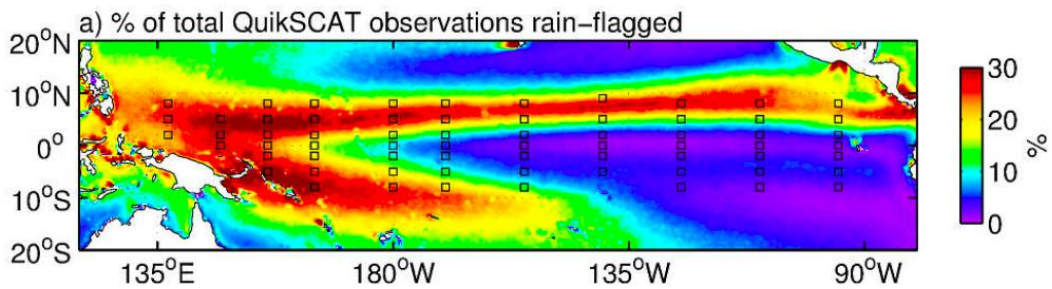 a) % of total QuikSCAT observations rain−flagged
20°N
10°N
0°
10°S
20°S
135°E 180°W 135°W 90°W
30
20
10
0
%